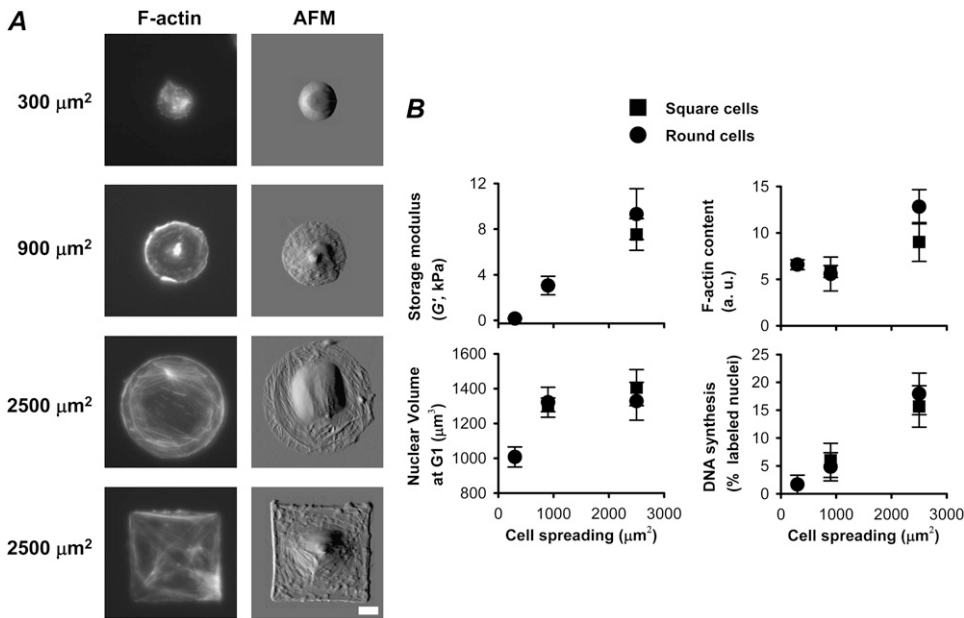 A
F-actin
AFM
300 μm²
900 μm²
2500 μm²
2500 μm²
B
Square cells
Round cells
Storage modulus
(G′, kPa)
12
8
4
0
F-actin content
(a. u.)
15
10
5
0
Nuclear Volume
at G1 (μm³)
1600
1400
1200
1000
800
0 1000 2000 3000
Cell spreading (μm²)
DNA synthesis
(% labeled nuclei)
25
20
15
10
5
0
0 1000 2000 3000
Cell spreading (μm²)